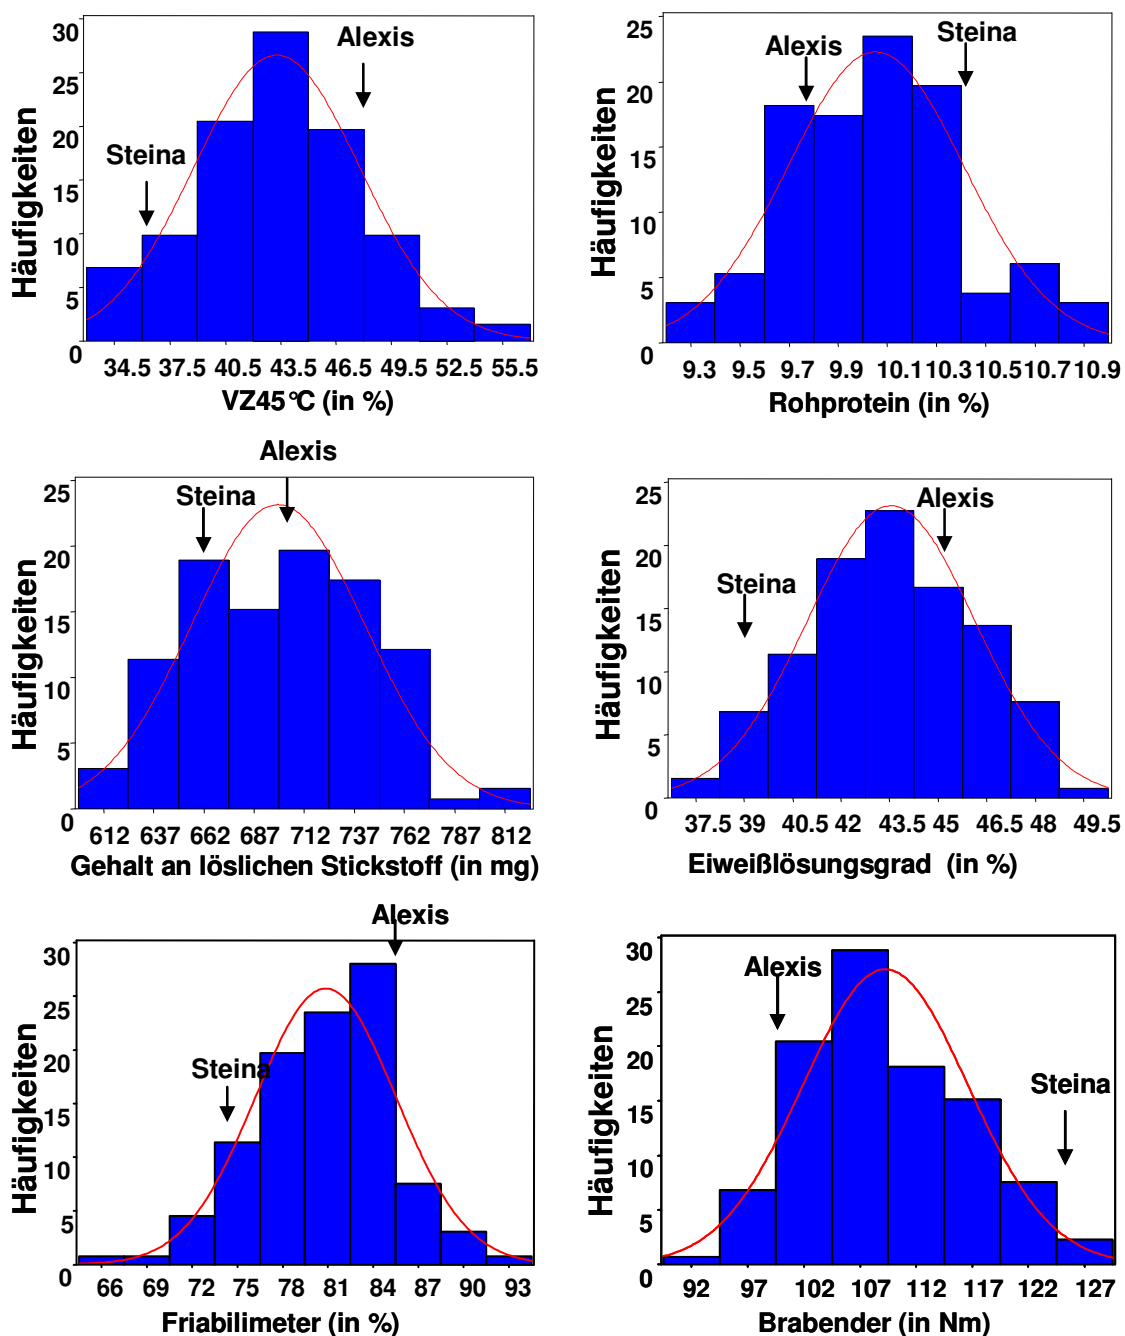 30
25
20
15
10
5
0
Häufigkeiten
Steina
Alexis
34.5 37.5 40.5 43.5 46.5 49.5 52.5 55.5
VZ45°C (in %)
25
20
15
10
5
0
Häufigkeiten
Alexis
Steina
9.3 9.5 9.7 9.9 10.1 10.3 10.5 10.7 10.9
Rohprotein (in %)
25
20
15
10
5
0
Häufigkeiten
Steina
Alexis
612 637 662 687 712 737 762 787 812
Gehalt an löslichen Stickstoff (in mg)
25
20
15
10
5
0
Häufigkeiten
Steina
Alexis
37.5 39 40.5 42 43.5 45 46.5 48 49.5
Eiweißlösungsgrad (in %)
30
25
20
15
10
5
0
Häufigkeiten
Steina
Alexis
66 69 72 75 78 81 84 87 90 93
Friabilimeter (in %)
30
25
20
15
10
5
0
Häufigkeiten
Alexis
Steina
92 97 102 107 112 117 122 127
Brabender (in Nm)